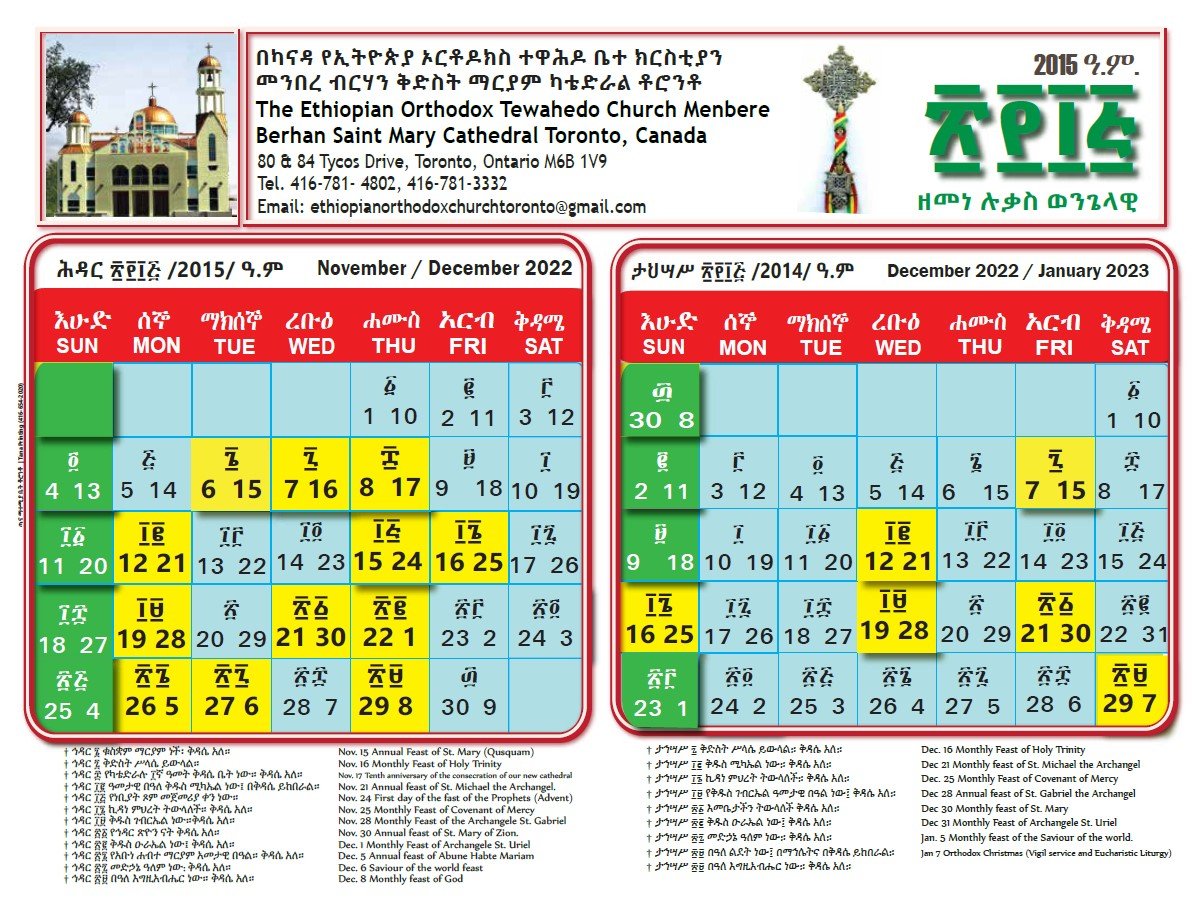 በካናዳ የኢትዮጵያ ኦርቶዶክስ ተዋሕዶ ቤተ ክርስቲያን
መንበረ ብርሃን ቅድስት ማርያም ካቴድራል ቶሮንቶ
The Ethiopian Orthodox Tewahedo Church Menbere
Berhan Saint Mary Cathedral Toronto, Canada
80 & 84 Tycos Drive, Toronto, Ontario M6B 1V9
Tel. 416-781- 4802, 416-781-3332
Email: ethiopianorthodoxchurchtoronto@gmail.com
2015 ዓ.ም.
፳፻፲፭
ዘመነ ሉቃስ ወንጌላዊ
ሕዳር ፳፻፲፭ /2015/ ዓ.ም November / December 2022
እሁድ ሰኞ ማክሰኞ ረቡዕ ሐሙስ አርብ ቅዳሜ
SUN MON TUE WED THU FRI SAT
፩ ፪ ፫
1 10 2 11 3 12
፬ ፭ ፮ ፯ ፰ ፱ ፲
4 13 5 14 6 15 7 16 8 17 9 18 10 19
፲፩ ፲፪ ፲፫ ፲፬ ፲፭ ፲፮ ፲፯
11 20 12 21 13 22 14 23 15 24 16 25 17 26
፲፰ ፲፱ ፳ ፳፩ ፳፪ ፳፫ ፳፬
18 27 19 28 20 29 21 30 22 1 23 2 24 3
፳፭ ፳፮ ፳፯ ፳፰ ፳፱ ፴
25 4 26 5 27 6 28 7 29 8 30 9
† ኅዳር ፮ ቁስቋም ማርያም ነች፡ ቅዳሴ አለ። Nov. 15 Annual Feast of St. Mary (Qusquam)
† ኅዳር ፯ ቅድስት ሥላሴ ይውላል። Nov. 16 Monthly Feast of Holy Trinity
† ኅዳር ፰ የካቴድራሉ ፲ኛ ዓመት ቅዳሴ ቤት ነው። ቅዳሴ አለ። Nov. 17 Tenth anniversary of the consecration of our new cathedral
† ኅዳር ፲፪ ዓመታዊ በዓለ ቅዱስ ሚካኤል ነው፤ በቅዳሴ ይከበራል። Nov. 21 Annual feast of St. Michael the Archangel.
† ኅዳር ፲፭ የነቢያት ጾም መጀመሪያ ቀን ነው። Nov. 24 First day of the fast of the Prophets (Advent)
† ኅዳር ፲፮ ኪዳነ ምህረት ትውላለች። ቅዳሴ አለ። Nov. 25 Monthly Feast of Covenant of Mercy
† ኅዳር ፲፱ ቅዱስ ገብርኤል ነው።ቅዳሴ አለ። Nov. 28 Monthly Feast of the Archangele St. Gabriel
† ኅዳር ፳፩ የኅዳር ጽዮን ናት ቅዳሴ አለ። Nov. 30 Annual feast of St. Mary of Zion.
† ኅዳር ፳፪ ቅዱስ ዑራኤል ነው፤ ቅዳሴ አለ። Dec. 1 Monthly Feast of Archangele St. Uriel
† ኅዳር ፳፮ የአቡነ ሐብተ ማርያም አመታዊ በዓል። ቅዳሴ አለ። Dec. 5 Annual feast of Abune Habte Mariam
† ኅዳር ፳፯ መድኃኔ ዓለም ነው፡ ቅዳሴ አለ። Dec. 6 Saviour of the world feast
† ኅዳር ፳፱ በዓለ እግዚአብሔር ነው። ቅዳሴ አለ። Dec. 8 Monthly feast of God
ታህሣሥ ፳፻፲፭ /2014/ ዓ.ም December 2022 / January 2023
እሁድ ሰኞ ማክሰኞ ረቡዕ ሐሙስ አርብ ቅዳሜ
SUN MON TUE WED THU FRI SAT
፴ ፩
30 8 1 10
፪ ፫ ፬ ፭ ፮ ፯ ፰
2 11 3 12 4 13 5 14 6 15 7 15 8 17
፱ ፲ ፲፩ ፲፪ ፲፫ ፲፬ ፲፭
9 18 10 19 11 20 12 21 13 22 14 23 15 24
፲፮ ፲፯ ፲፰ ፲፱ ፳ ፳፩ ፳፪
16 25 17 26 18 27 19 28 20 29 21 30 22 31
፳፫ ፳፬ ፳፭ ፳፮ ፳፯ ፳፰ ፳፱
23 1 24 2 25 3 26 4 27 5 28 6 29 7
† ታኅሣሥ ፯ ቅድስት ሥላሴ ይውላል። ቅዳሴ አለ። Dec. 16 Monthly Feast of Holy Trinity
† ታኅሣሥ ፲፪ ቅዱስ ሚካኤል ነው። ቅዳሴ አለ። Dec 21 Monthly feast of St. Michael the Archangel
† ታኅሣሥ ፲፮ ኪዳነ ምህረት ትውላለች። ቅዳሴ አለ። Dec. 25 Monthly Feast of Covenant of Mercy
† ታኅሣሥ ፲፱ የቅዱስ ገብርኤል ዓመታዊ በዓል ነው፤ ቅዳሴ አለ። Dec 28 Annual feast of St. Gabriel the Archangel
† ታኅሣሥ ፳፩ እመቤታችን ትውላለች ቅዳሴ አለ። Dec 30 Monthly feast of St. Mary
† ታኅሣሥ ፳፪ ቅዱስ ዑራኤል ነው፤ ቅዳሴ አለ። Dec 31 Monthly Feast of Archangele St. Uriel
† ታኅሣሥ ፳፯ መድኃኔ ዓለም ነው። ቅዳሴ አለ። Jan. 5 Monthly feast of the Saviour of the world.
† ታኅሣሥ ፳፱ በዓለ ልደት ነው፤ በማኅሌትና በቅዳሴ ይከበራል። Jan 7 Orthodox Christmas (Vigil service and Eucharistic Liturgy)
† ታኅሣሥ ፳፱ በዓለ እግዚአብሔር ነው። ቅዳሴ አለ።